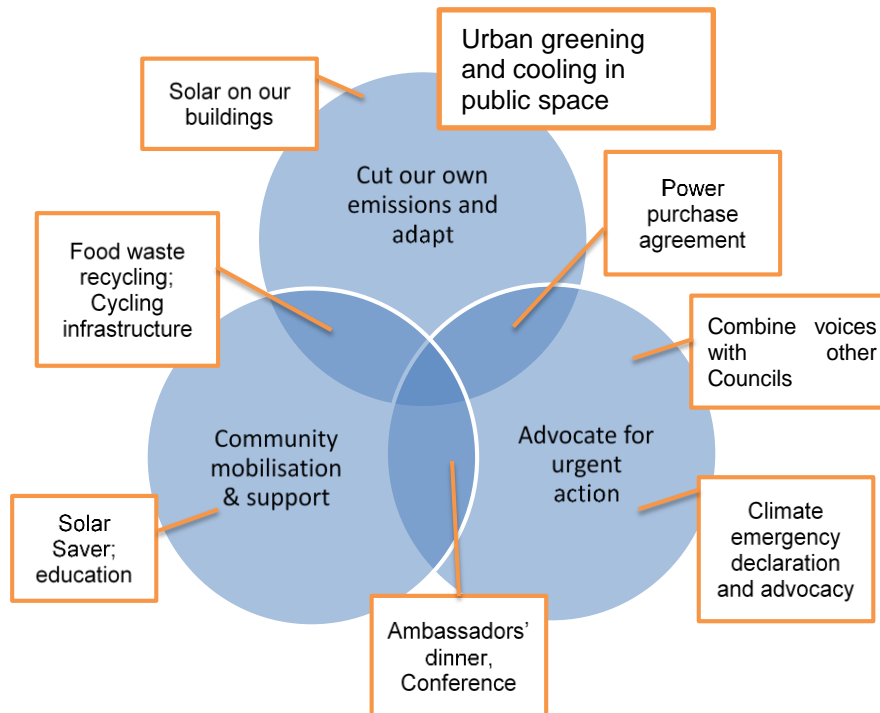 Urban greening
and cooling in
public space
Solar on our
buildings
Cut our own
emissions and
adapt
Power
purchase
agreement
Food waste
recycling;
Cycling
infrastructure
Combine voices
with other
Councils
Community
mobilisation
& support
Advocate for
urgent
action
Solar
Saver;
education
Climate
emergency
declaration
and advocacy
Ambassadors’
dinner,
Conference